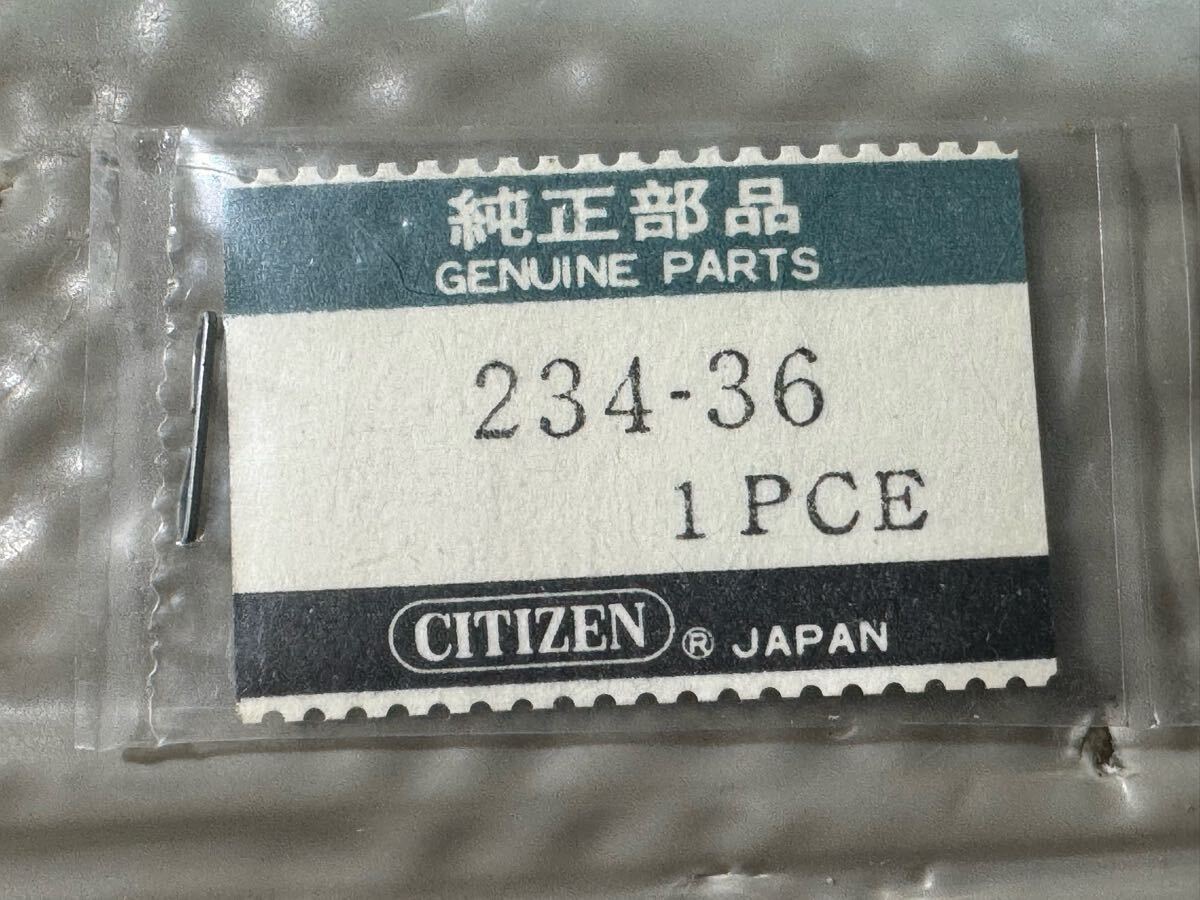 純正部品
GENUINE PARTS
234-36
1 PCE
CITIZEN ® JAPAN